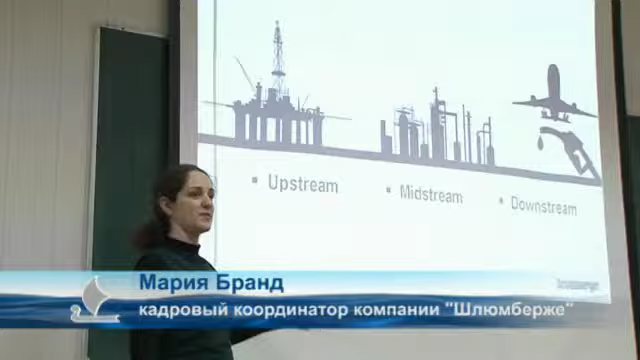 ▪ Upstream
▪ Midstream
▪ Downstream
Мария Бранд
кадровый координатор компании "Шлюмберже"